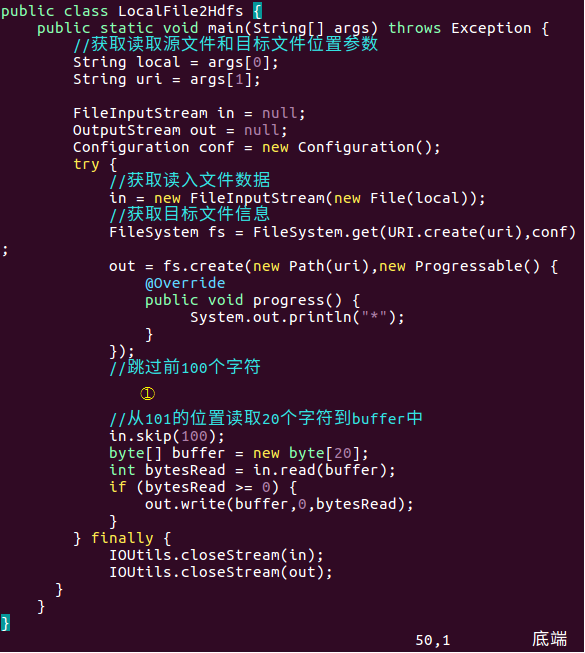 public class LocalFile2Hdfs {
    public static void main(String[] args) throws Exception {
        //获取读取源文件和目标文件位置参数
        String local = args[0];
        String uri = args[1];

        FileInputStream in = null;
        OutputStream out = null;
        Configuration conf = new Configuration();
        try {
            //获取读入文件数据
            in = new FileInputStream(new File(local));
            //获取目标文件信息
            FileSystem fs = FileSystem.get(URI.create(uri),conf)
;
            out = fs.create(new Path(uri),new Progressable() {
                @Override
                public void progress() {
                     System.out.println("*");
                }
            });
            //跳过前100个字符
                ①
            //从101的位置读取20个字符到buffer中
            in.skip(100);
            byte[] buffer = new byte[20];
            int bytesRead = in.read(buffer);
            if (bytesRead >= 0) {
                out.write(buffer,0,bytesRead);
            }
        } finally {
            IOUtils.closeStream(in);
            IOUtils.closeStream(out);
      }
    }
}
50,1 底端